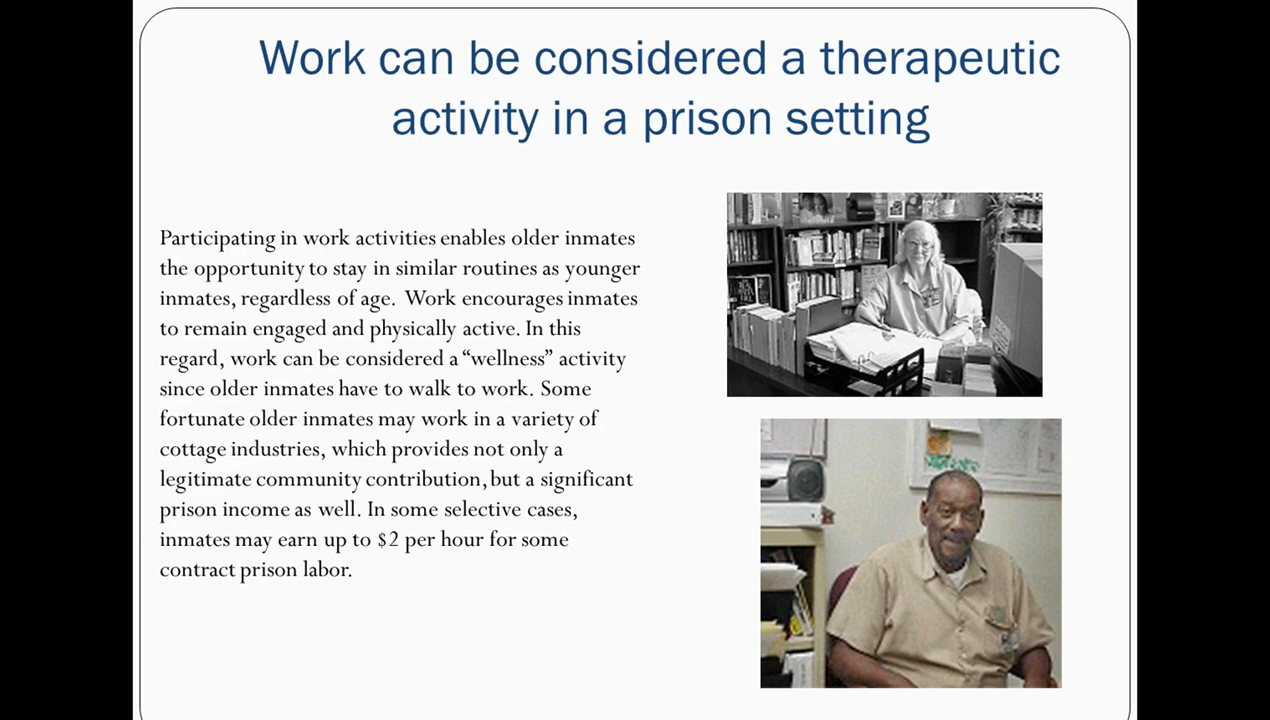 Work can be considered a therapeutic
activity in a prison setting
Participating in work activities enables older inmates
the opportunity to stay in similar routines as younger
inmates, regardless of age.  Work encourages inmates
to remain engaged and physically active. In this
regard, work can be considered a “wellness” activity
since older inmates have to walk to work.  Some
fortunate older inmates may work in a variety of
cottage industries, which provides not only a
legitimate community contribution, but a significant
prison income as well. In some selective cases,
inmates may earn up to $2 per hour for some
contract prison labor.